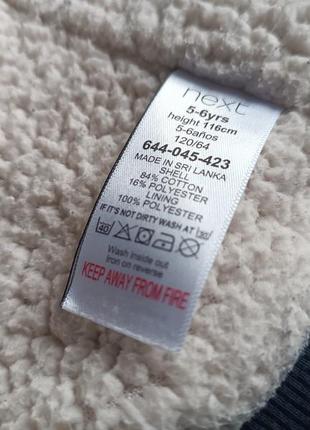 next
5-6yrs
height 116cm
5-6años
120/64
644-045-423
MADE IN SRI LANKA
SHELL
84% COTTON
16% POLYESTER
LINING
100% POLYESTER
IF IT'S NOT DIRTY WASH AT 30
40
Wash inside out
Iron on reverse
KEEP AWAY FROM FIRE